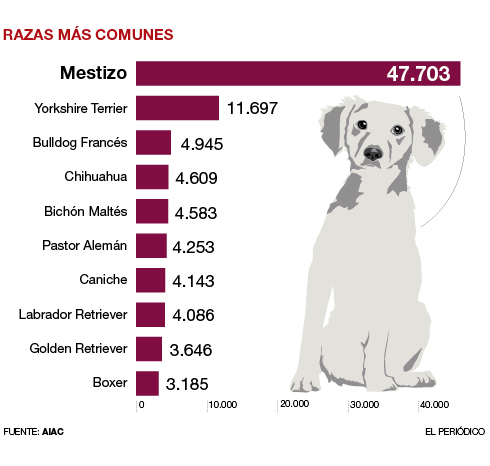 RAZAS MÁS COMUNES
Mestizo 47.703
Yorkshire Terrier 11.697
Bulldog Francés 4.945
Chihuahua 4.609
Bichón Maltés 4.583
Pastor Alemán 4.253
Caniche 4.143
Labrador Retriever 4.086
Golden Retriever 3.646
Boxer 3.185
0 10.000 20.000 30.000 40.000
FUENTE: AIAC EL PERIÓDICO